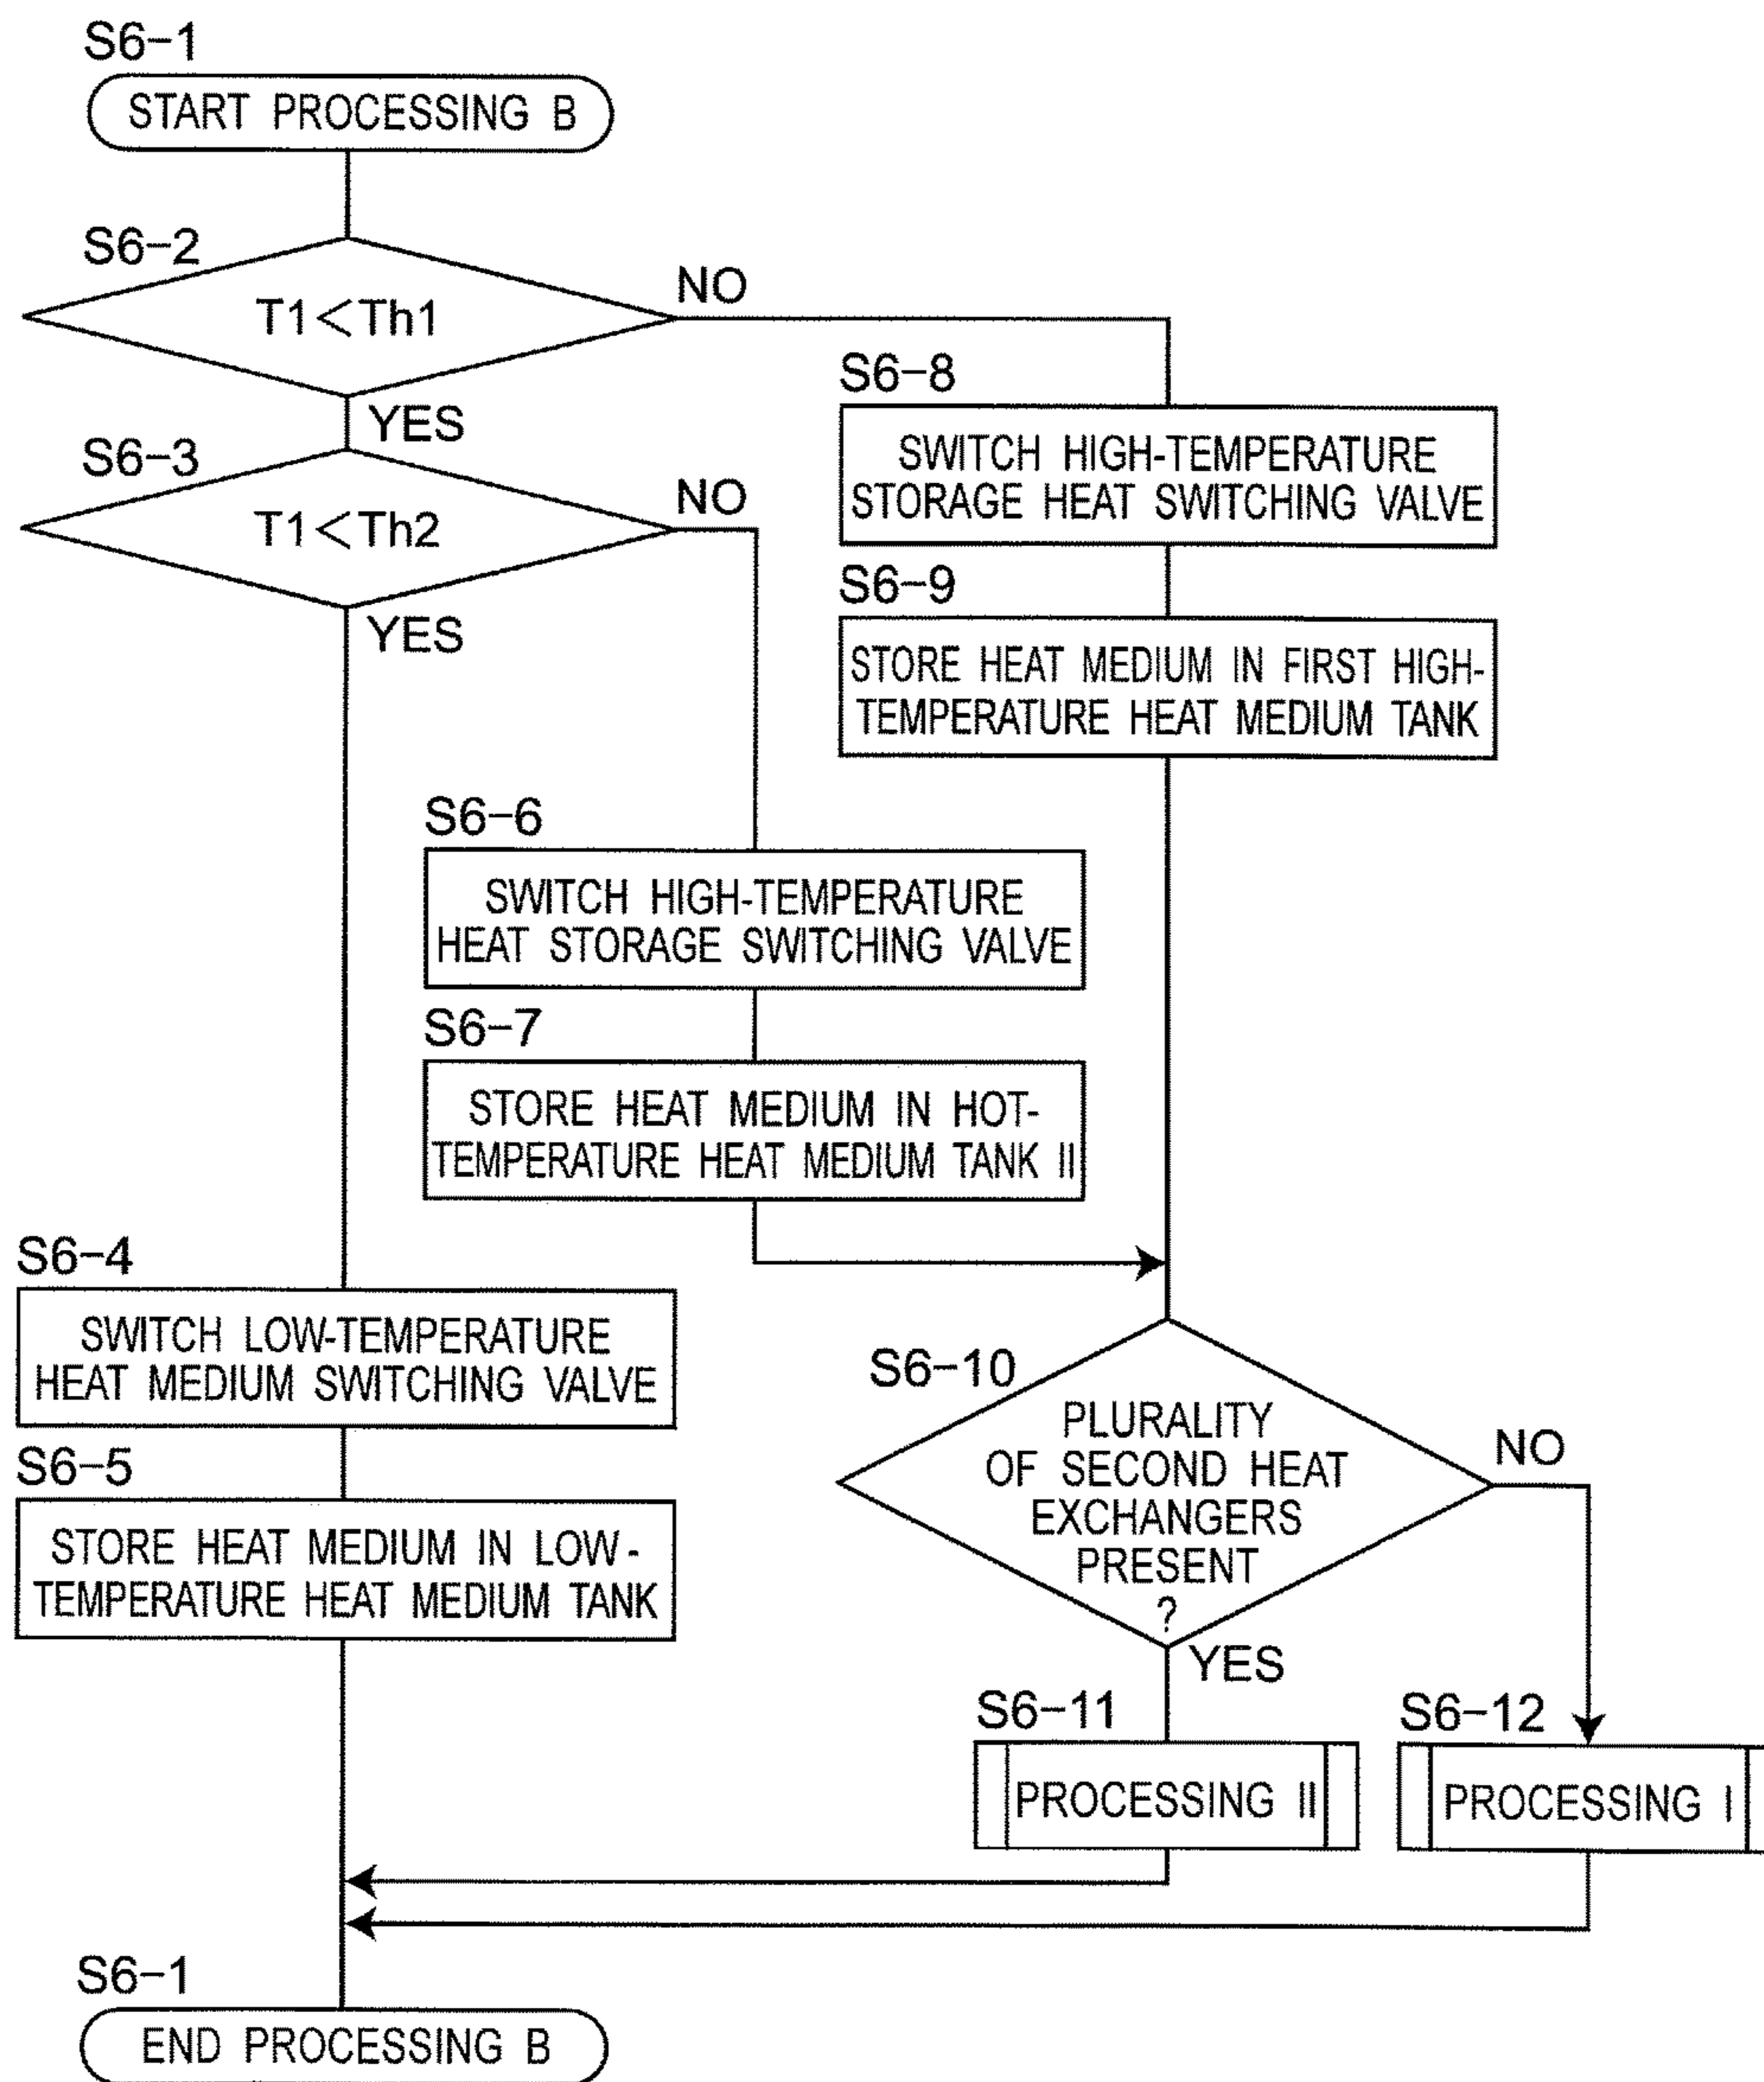 S6-1
START PROCESSING B
S6-2
T1<Th1
NO
YES
S6-3
T1<Th2
NO
YES
S6-8
SWITCH HIGH-TEMPERATURE
STORAGE HEAT SWITCHING VALVE
S6-9
STORE HEAT MEDIUM IN FIRST HIGH-
TEMPERATURE HEAT MEDIUM TANK
S6-6
SWITCH HIGH-TEMPERATURE
HEAT STORAGE SWITCHING VALVE
S6-7
STORE HEAT MEDIUM IN HOT-
TEMPERATURE HEAT MEDIUM TANK II
S6-4
SWITCH LOW-TEMPERATURE
HEAT MEDIUM SWITCHING VALVE
S6-5
STORE HEAT MEDIUM IN LOW-
TEMPERATURE HEAT MEDIUM TANK
S6-10
PLURALITY
OF SECOND HEAT
EXCHANGERS
PRESENT
?
NO
YES
S6-11
PROCESSING II
S6-12
PROCESSING I
S6-1
END PROCESSING B